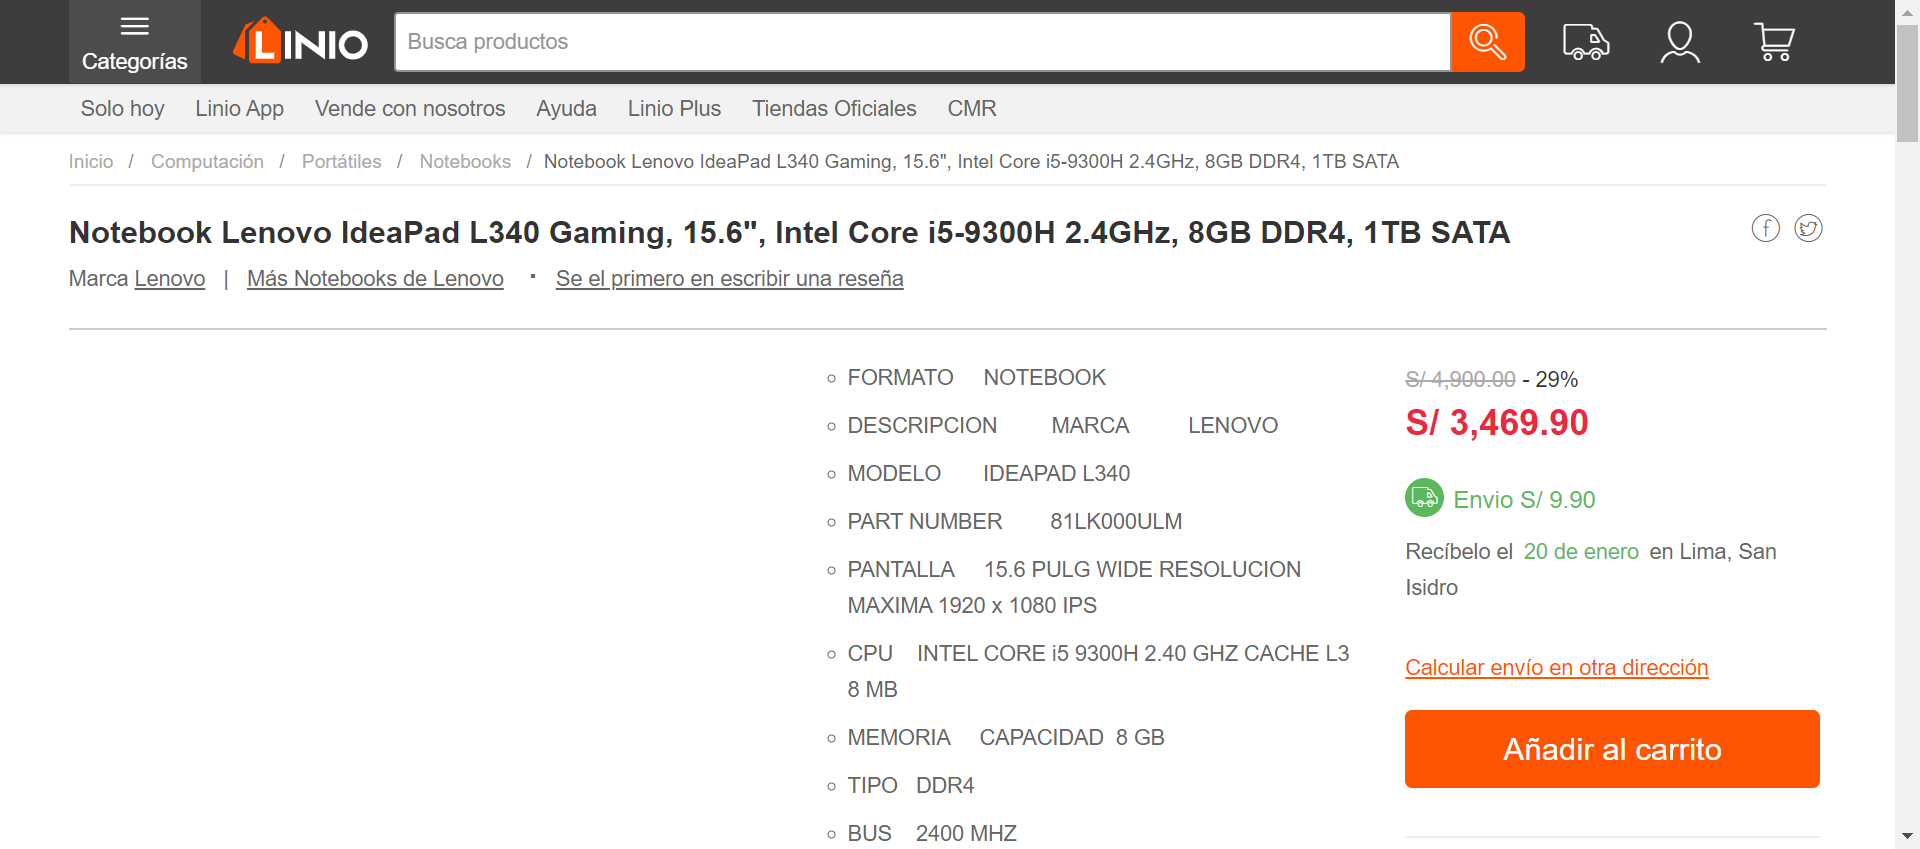 Categorías
LINIO
Busca productos
Solo hoy Linio App Vende con nosotros Ayuda Linio Plus Tiendas Oficiales CMR
Inicio / Computación / Portátiles / Notebooks / Notebook Lenovo IdeaPad L340 Gaming, 15.6", Intel Core i5-9300H 2.4GHz, 8GB DDR4, 1TB SATA
Notebook Lenovo IdeaPad L340 Gaming, 15.6", Intel Core i5-9300H 2.4GHz, 8GB DDR4, 1TB SATA
Marca Lenovo | Más Notebooks de Lenovo · Se el primero en escribir una reseña
FORMATO NOTEBOOK
DESCRIPCION MARCA LENOVO
MODELO IDEAPAD L340
PART NUMBER 81LK000ULM
PANTALLA 15.6 PULG WIDE RESOLUCION
MAXIMA 1920 x 1080 IPS
CPU INTEL CORE i5 9300H 2.40 GHZ CACHE L3
8 MB
MEMORIA CAPACIDAD 8 GB
TIPO DDR4
BUS 2400 MHZ
S/ 4,900.00 - 29%
S/ 3,469.90
Envio S/ 9.90
Recíbelo el 20 de enero en Lima, San
Isidro
Calcular envío en otra dirección
Añadir al carrito